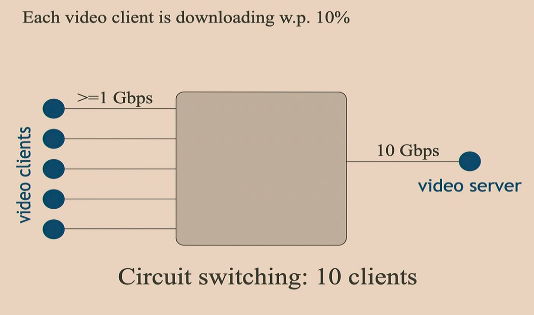 Each video client is downloading w.p. 10%
>=1 Gbps
10 Gbps
video clients
video server
Circuit switching: 10 clients